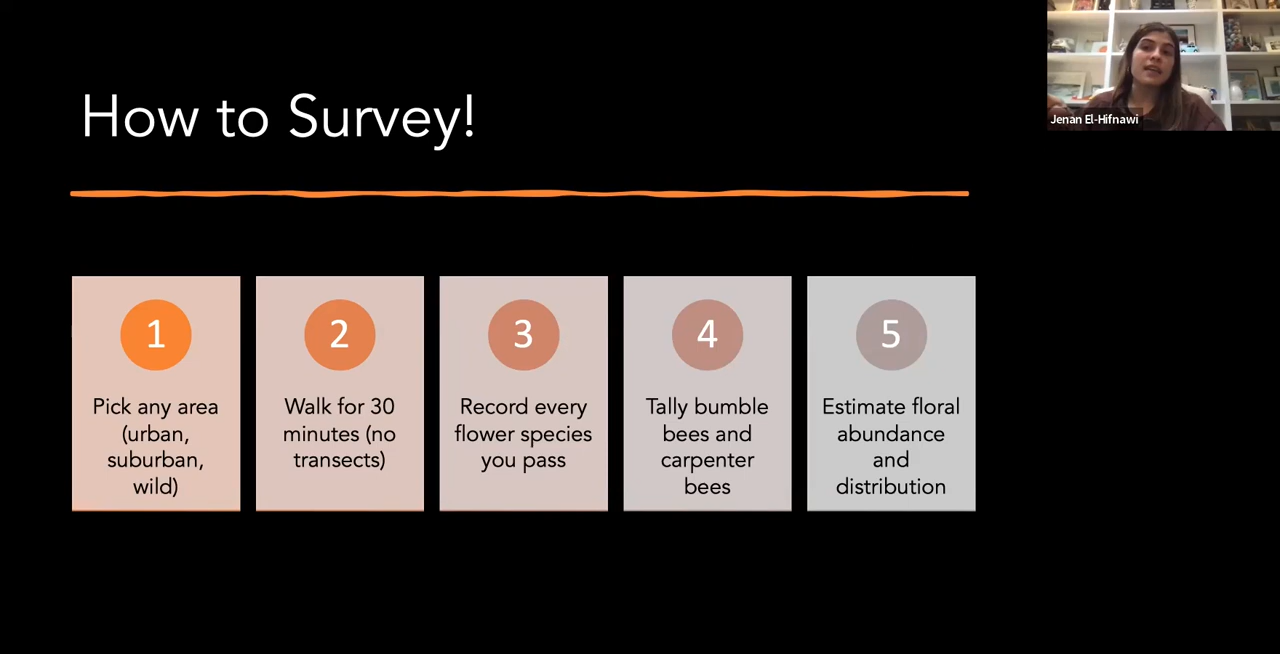 How to Survey!
Jenan El-Hifnawi
1
Pick any area
(urban,
suburban,
wild)
2
Walk for 30
minutes (no
transects)
3
Record every
flower species
you pass
4
Tally bumble
bees and
carpenter
bees
5
Estimate floral
abundance
and
distribution